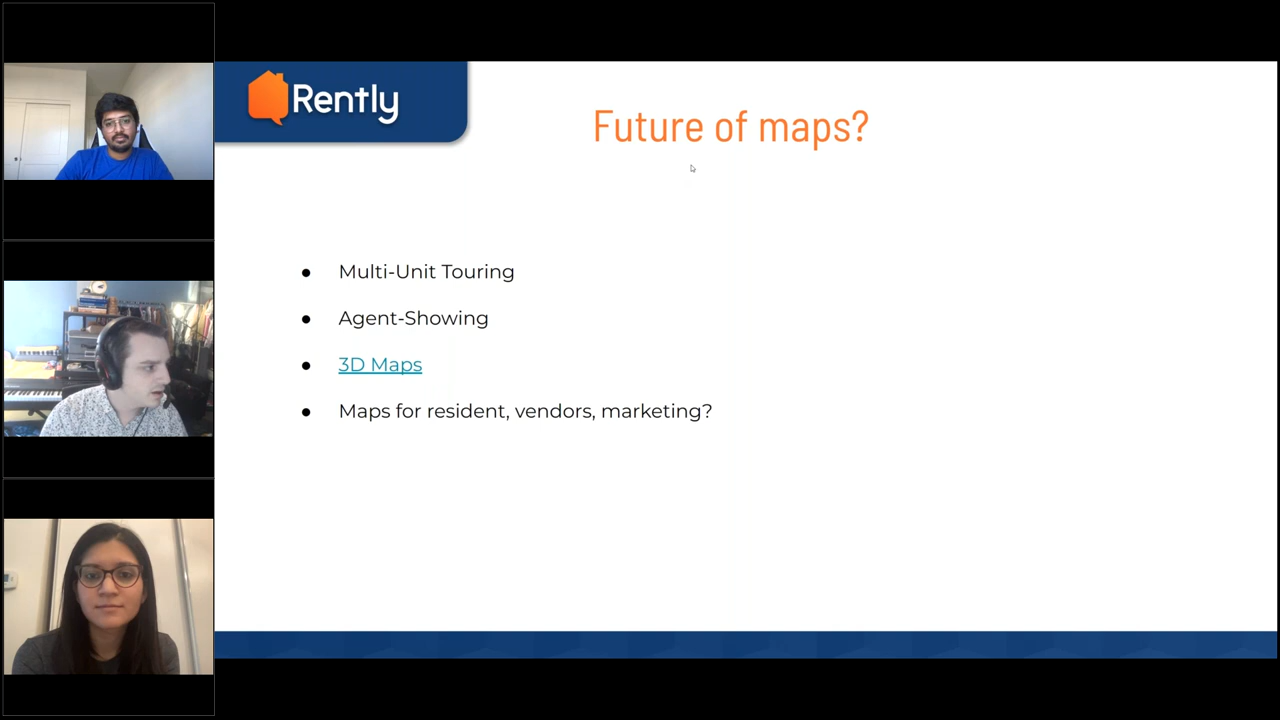 Rently
Future of maps?
● Multi-Unit Touring
● Agent-Showing
● 3D Maps
● Maps for resident, vendors, marketing?